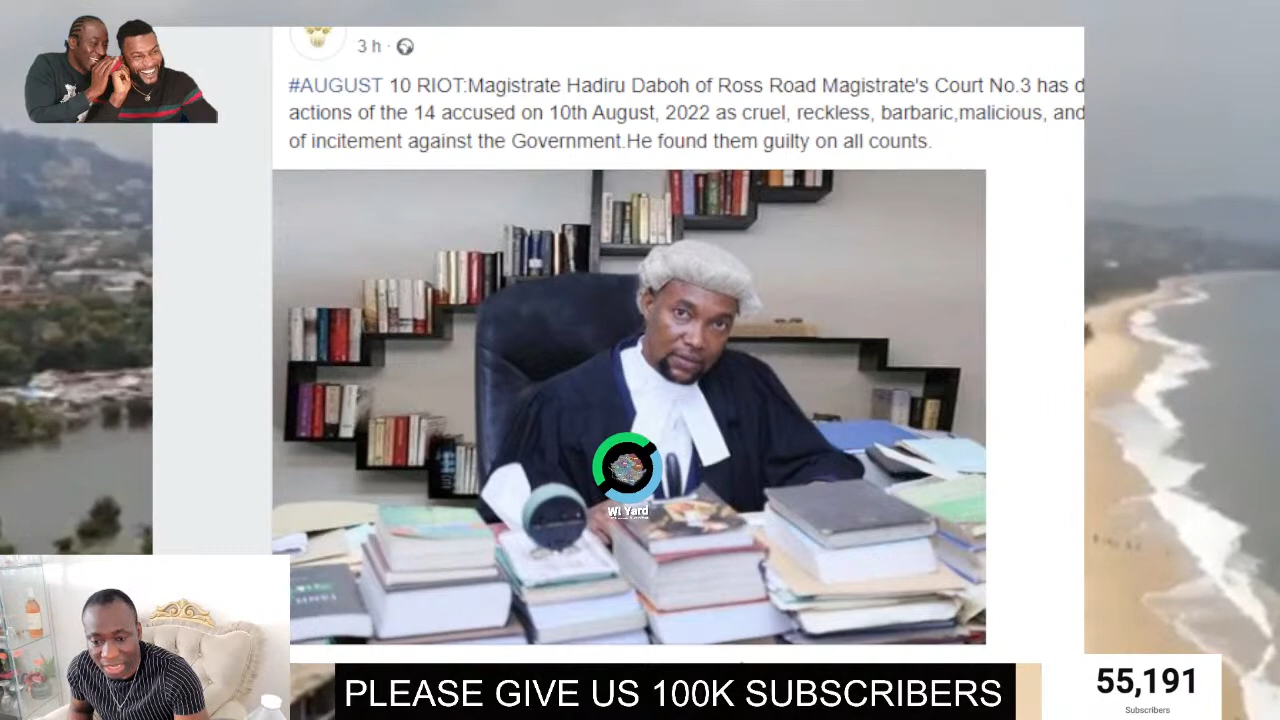 3 h ·
#AUGUST 10 RIOT:Magistrate Hadiru Daboh of Ross Road Magistrate's Court No.3 has d
actions of the 14 accused on 10th August, 2022 as cruel, reckless, barbaric,malicious, and
of incitement against the Government.He found them guilty on all counts.
Wi Yard
PLEASE GIVE US 100K SUBSCRIBERS
55,191
Subscribers